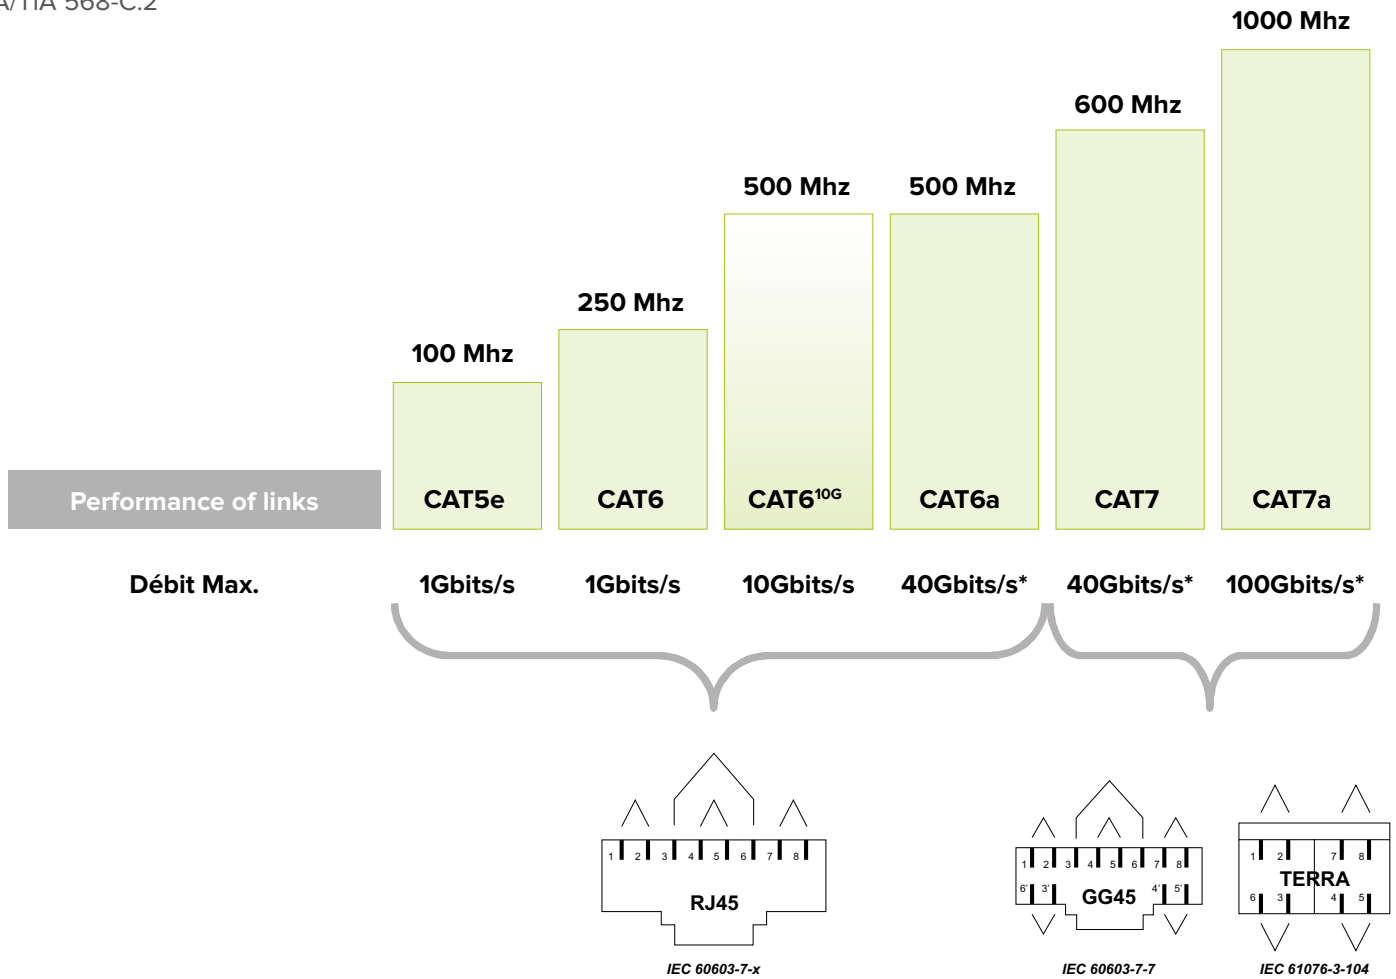 A/TIA 568-C.2
1000 Mhz
600 Mhz
500 Mhz 500 Mhz
250 Mhz
100 Mhz
Performance of links CAT5e CAT6 CAT6¹⁰ᴳ CAT6a CAT7 CAT7a
Débit Max. 1Gbits/s 1Gbits/s 10Gbits/s 40Gbits/s* 40Gbits/s* 100Gbits/s*
1 2 3 4 5 6 7 8
RJ45
IEC 60603-7-x
1 2 3 4 5 6 7 8
6' 3' GG45 4' 5'
IEC 60603-7-7
1 2 7 8
TERRA
6 3 4 5
IEC 61076-3-104